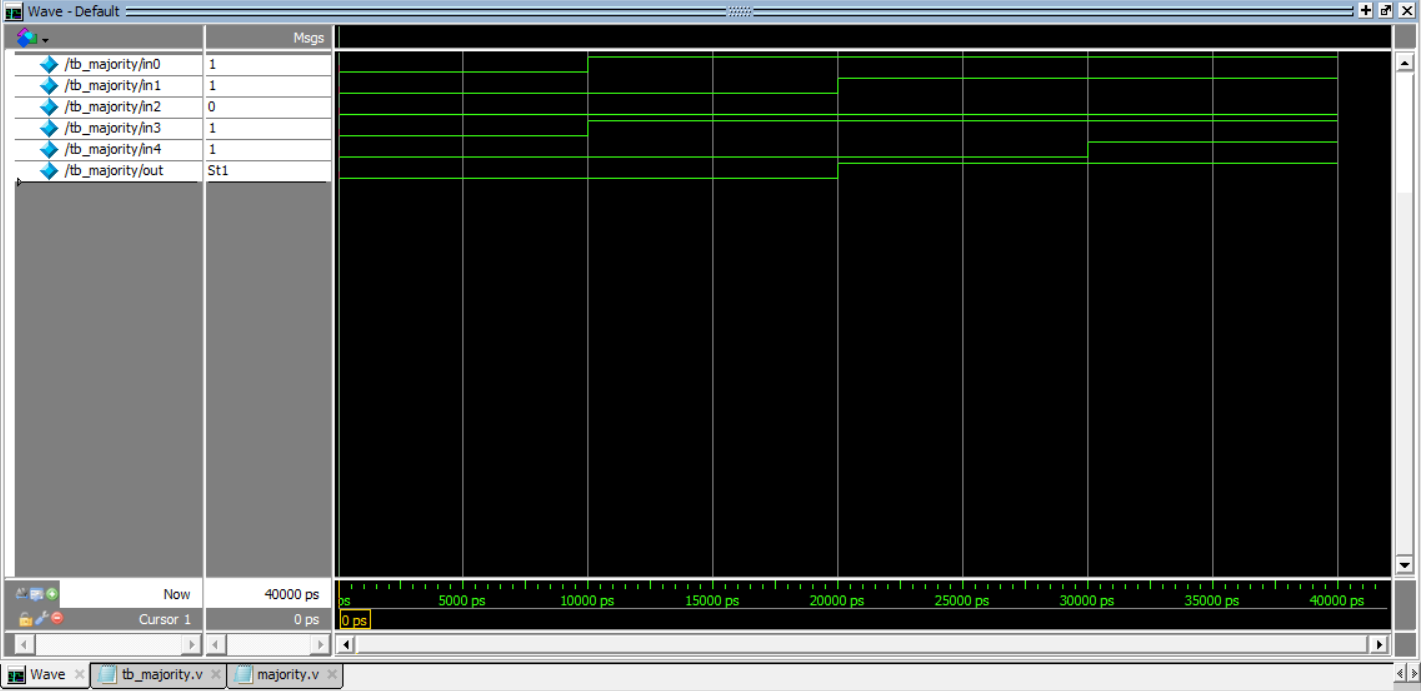 Wave - Default
Msgs
/tb_majority/in0 1
/tb_majority/in1 1
/tb_majority/in2 0
/tb_majority/in3 1
/tb_majority/in4 1
/tb_majority/out St1
Now 40000 ps
ps 5000 ps 10000 ps 15000 ps 20000 ps 25000 ps 30000 ps 35000 ps 40000 ps
Cursor 1 0 ps 0 ps
Wave tb_majority.v majority.v